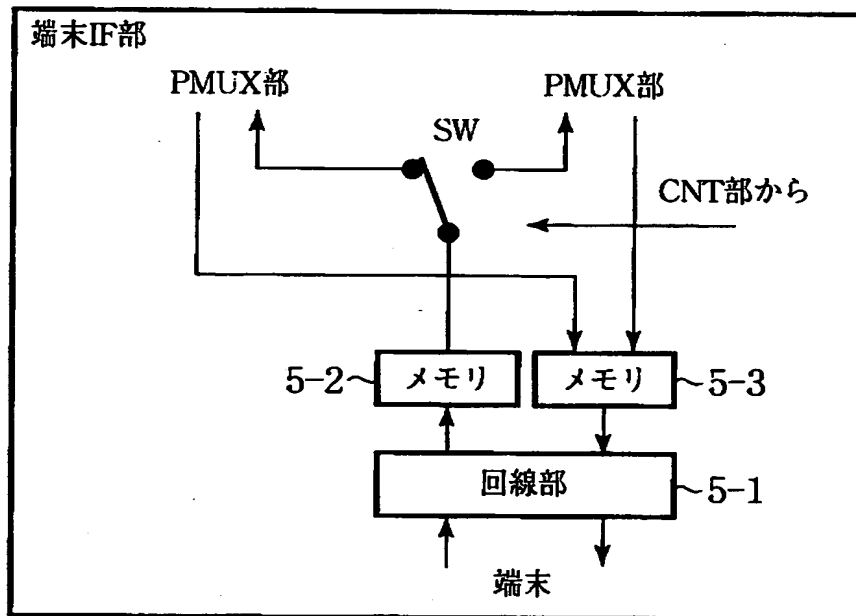 端末IF部
PMUX部
PMUX部
SW
CNT部から
5-2
メモリ
メモリ
5-3
回線部
5-1
端末